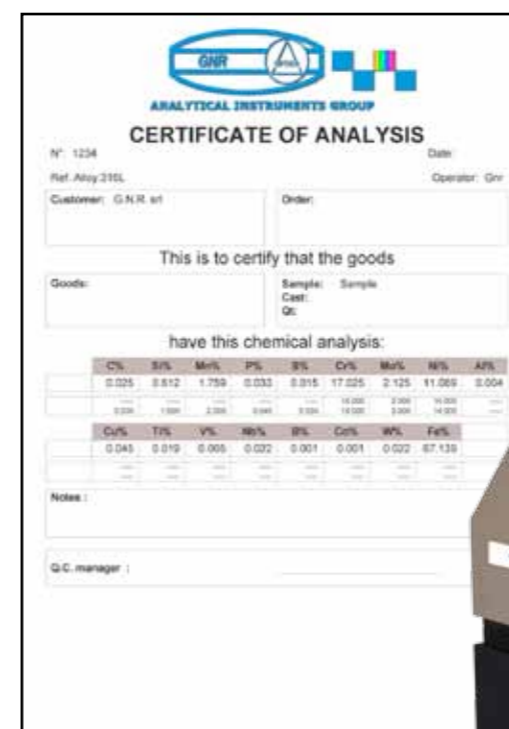 GNR
ANALYTICAL INSTRUMENTS GROUP
CERTIFICATE OF ANALYSIS
N° 1234 Date:
Ref. Alloy 316L Operator: Gnr
Customer: G.N.R. srl Order:
This is to certify that the goods
Goods: Sample: Sample
Cast:
Qt:
have this chemical analysis:
C% Si% Mn% P% S% Cr% Mo% Ni% Al%
0.025 0.612 1.759 0.033 0.015 17.025 2.125 11.069 0.004
Cu% Ti% V% Nb% B% Co% W% Fe%
0.045 0.019 0.005 0.022 0.001 0.001 0.022 67.139
Notes :
Q.C. manager :